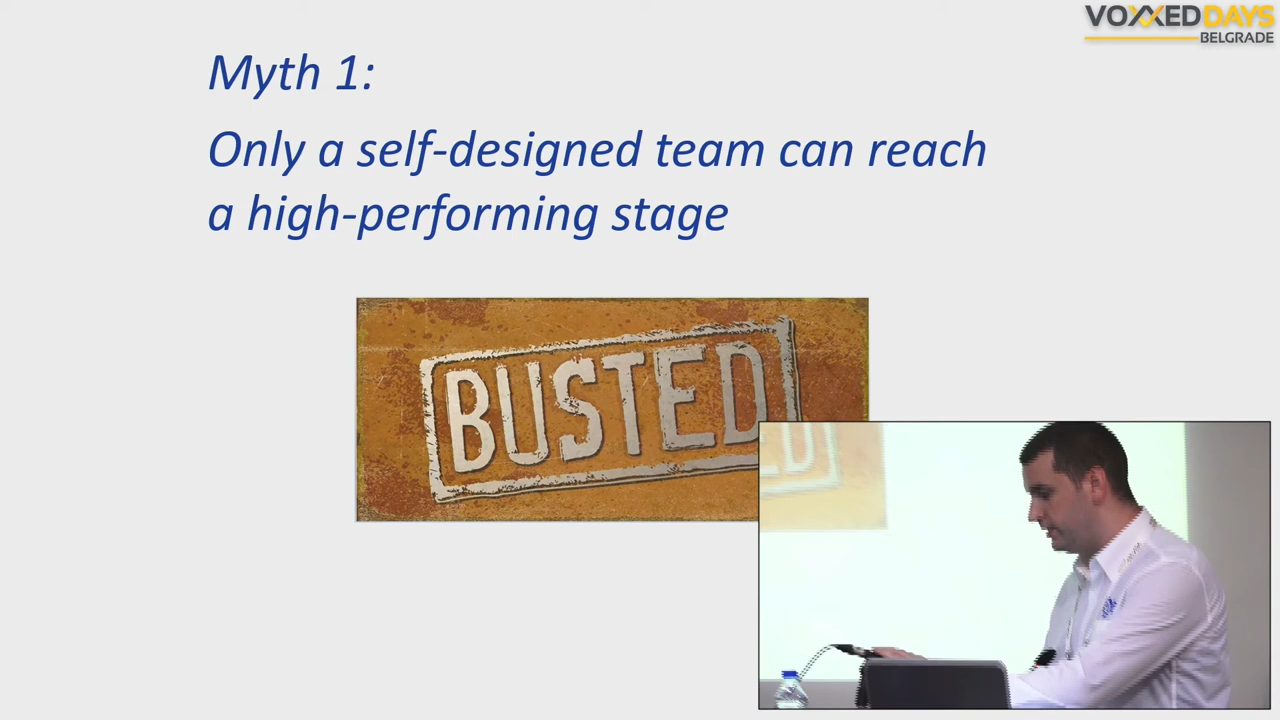 VOXXED DAYS
BELGRADE
Myth 1:
Only a self-designed team can reach
a high-performing stage
BUSTED